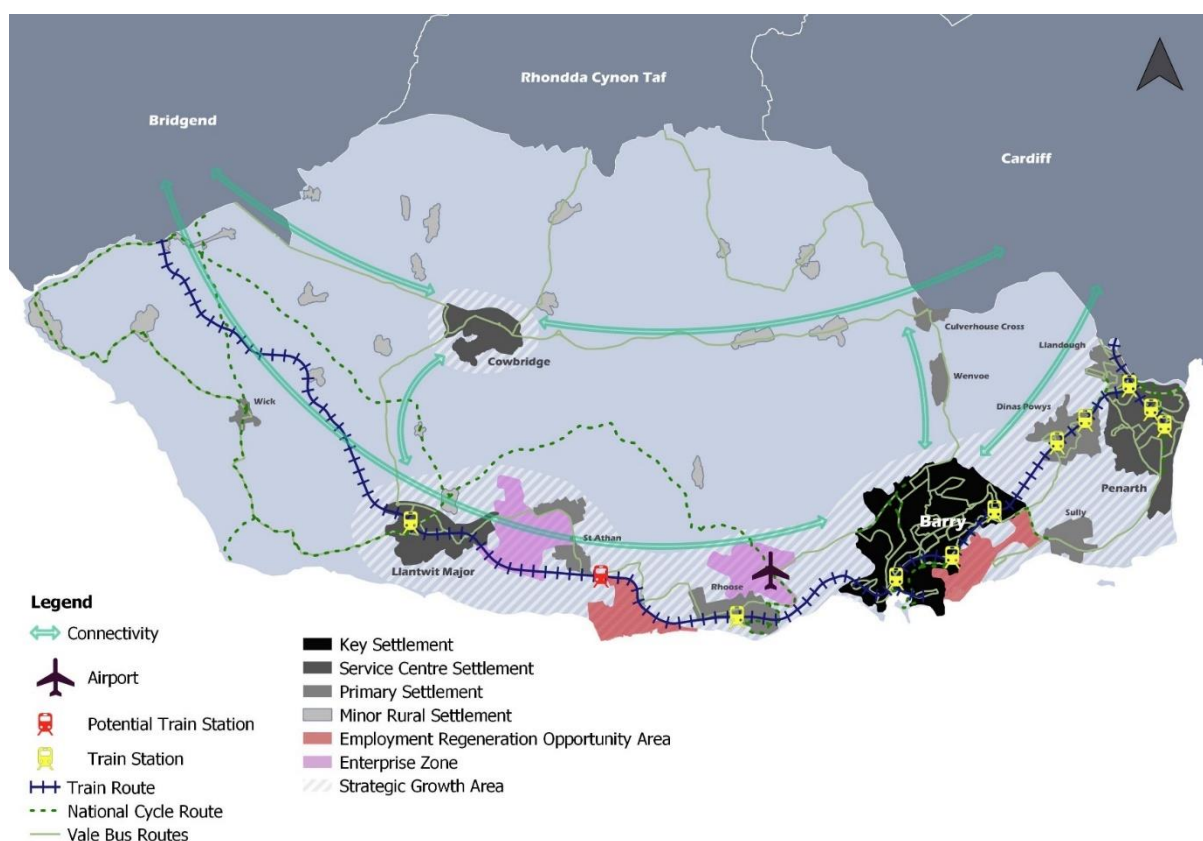 Rhondda Cynon Taf
Bridgend
Cardiff
Culverhouse Cross
Llandough
Cowbridge
Wenvoe
Wick
Dinas Powys
Penarth
Barry
Sully
St Athan
Llantwit Major
Rhoose
Legend
Connectivity
Airport
Potential Train Station
Train Station
Train Route
National Cycle Route
Vale Bus Routes
Key Settlement
Service Centre Settlement
Primary Settlement
Minor Rural Settlement
Employment Regeneration Opportunity Area
Enterprise Zone
Strategic Growth Area